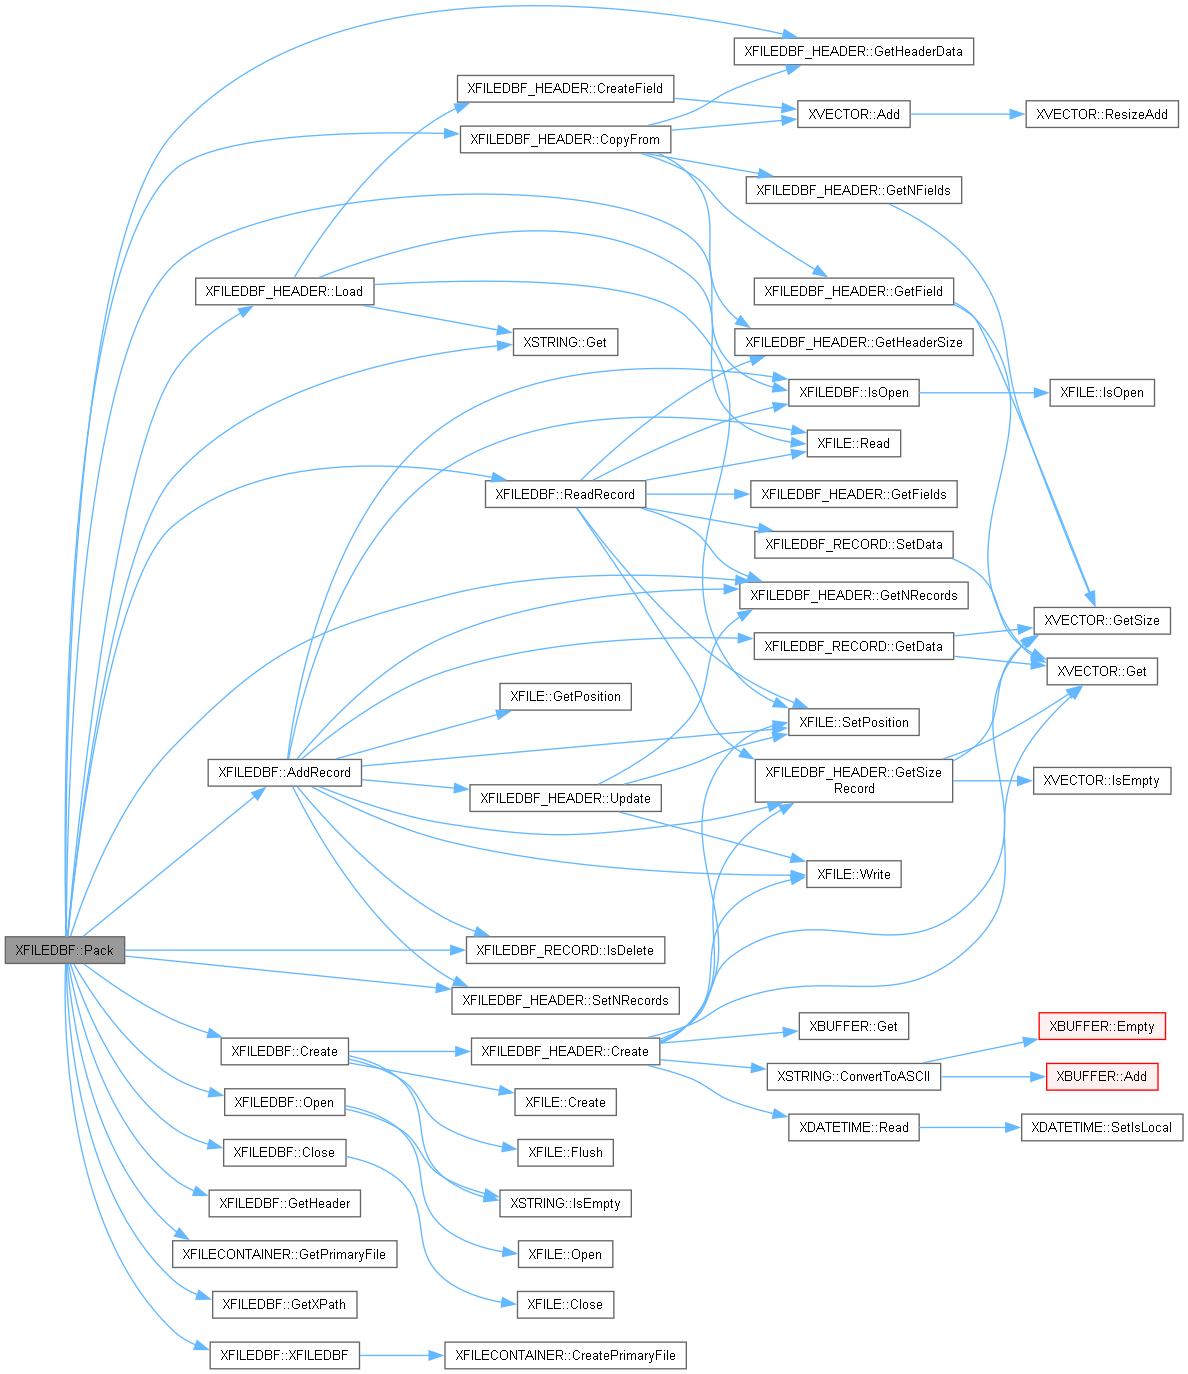 XFILEDBF_HEADER::GetHeaderData
XFILEDBF_HEADER::CreateField
XVECTOR::Add
XVECTOR::ResizeAdd
XFILEDBF_HEADER::CopyFrom
XFILEDBF_HEADER::GetNFields
XFILEDBF_HEADER::Load
XFILEDBF_HEADER::GetField
XSTRING::Get
XFILEDBF_HEADER::GetHeaderSize
XFILEDBF::IsOpen
XFILE::IsOpen
XFILE::Read
XFILEDBF::ReadRecord
XFILEDBF_HEADER::GetFields
XFILEDBF_RECORD::SetData
XFILEDBF_HEADER::GetNRecords
XVECTOR::GetSize
XFILEDBF_RECORD::GetData
XVECTOR::Get
XFILE::GetPosition
XFILE::SetPosition
XFILEDBF::AddRecord
XFILEDBF_HEADER::GetSize
Record
XVECTOR::IsEmpty
XFILEDBF_HEADER::Update
XFILE::Write
XFILEDBF::Pack
XFILEDBF_RECORD::IsDelete
XFILEDBF_HEADER::SetNRecords
XBUFFER::Get
XBUFFER::Empty
XFILEDBF::Create
XFILEDBF_HEADER::Create
XSTRING::ConvertToASCII
XBUFFER::Add
XFILEDBF::Open
XFILE::Create
XDATETIME::Read
XDATETIME::SetIsLocal
XFILEDBF::Close
XFILE::Flush
XFILEDBF::GetHeader
XSTRING::IsEmpty
XFILECONTAINER::GetPrimaryFile
XFILE::Open
XFILEDBF::GetXPath
XFILE::Close
XFILEDBF::XFILEDBF
XFILECONTAINER::CreatePrimaryFile